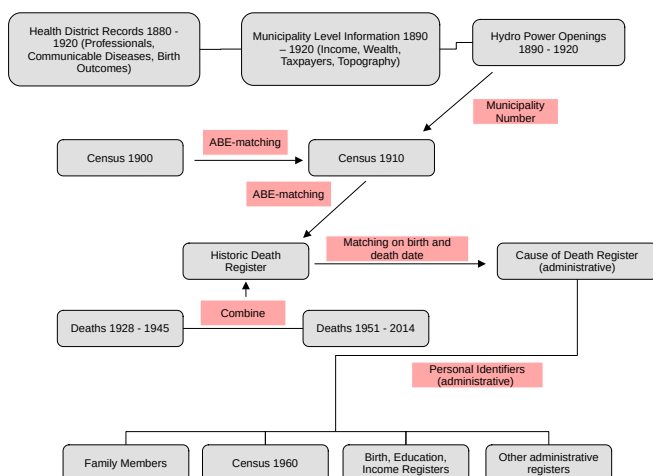 Health District Records 1880 -
1920 (Professionals,
Communicable Diseases, Birth
Outcomes)
Municipality Level Information 1890
– 1920 (Income, Wealth,
Taxpayers, Topography)
Hydro Power Openings
1890 - 1920
Municipality
Number
Census 1900
ABE-matching
Census 1910
ABE-matching
Historic Death
Register
Matching on birth and
death date
Cause of Death Register
(administrative)
Combine
Deaths 1928 - 1945
Deaths 1951 - 2014
Personal Identifiers
(administrative)
Family Members
Census 1960
Birth, Education,
Income Registers
Other administrative
registers